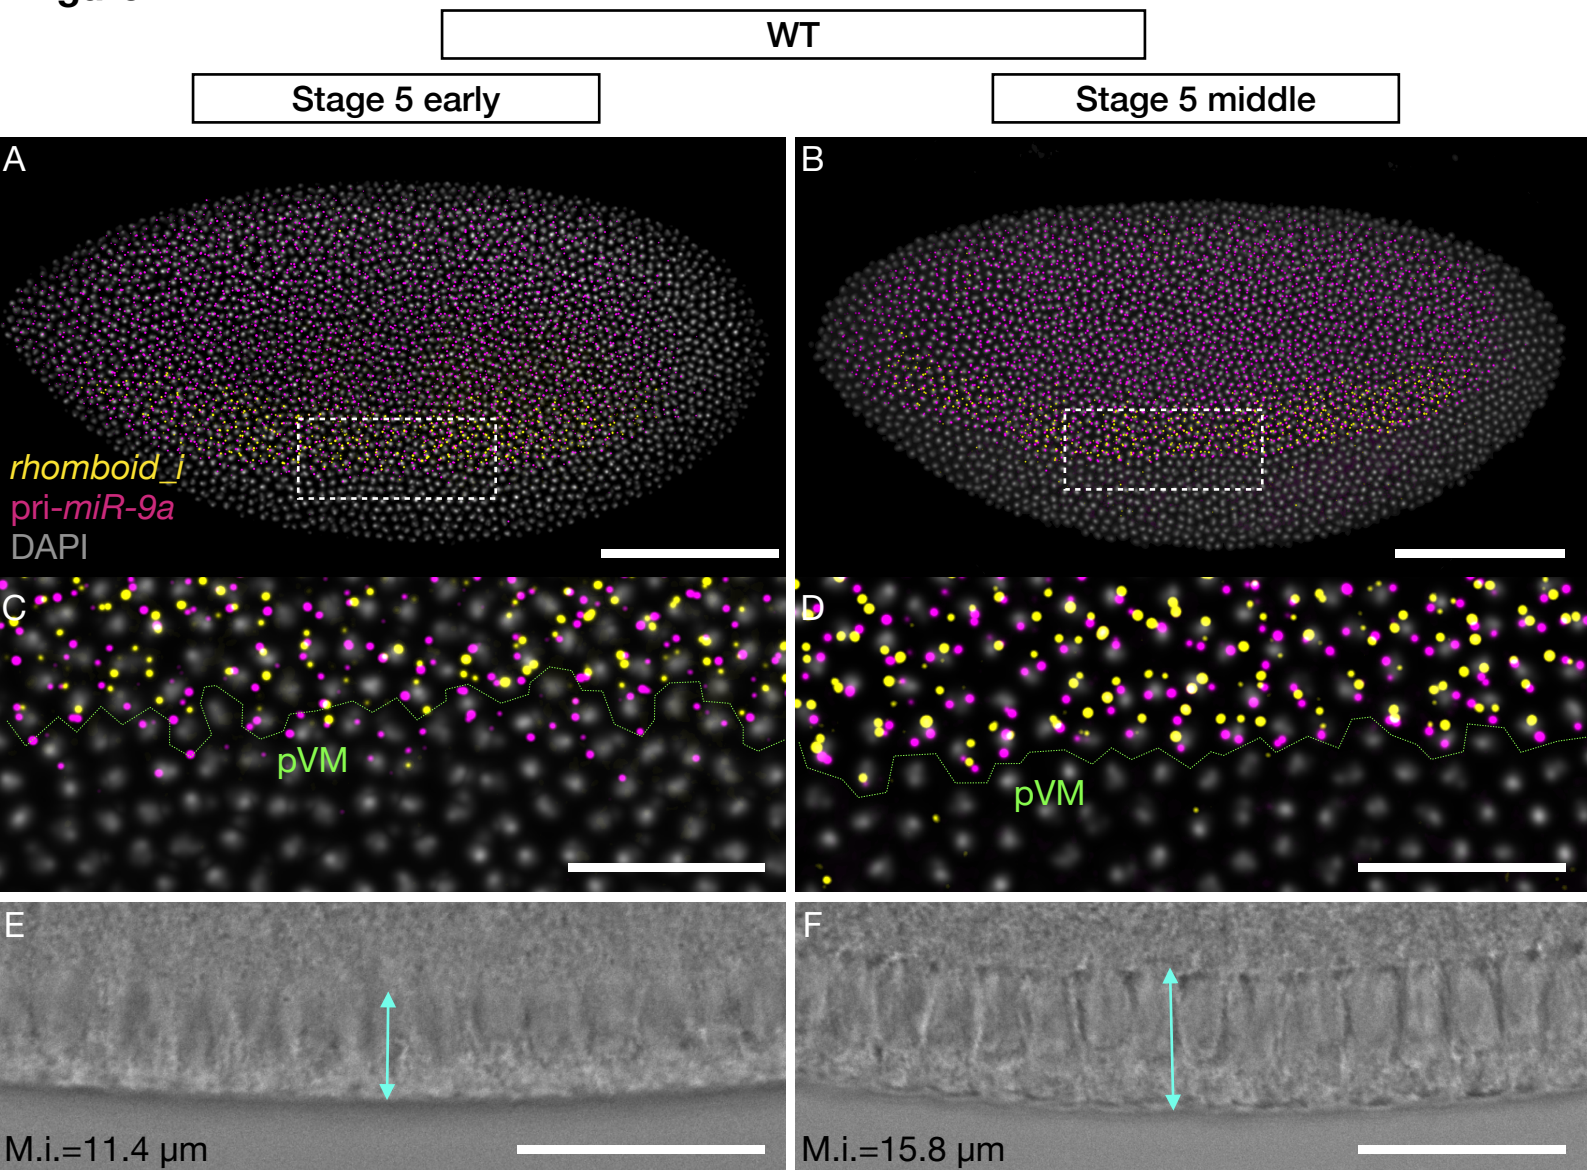 WT
Stage 5 early
Stage 5 middle
A
B
rhomboid_i
pri-miR-9a
DAPI
C
D
pVM
pVM
E
F
M.i.=11.4 µm
M.i.=15.8 µm